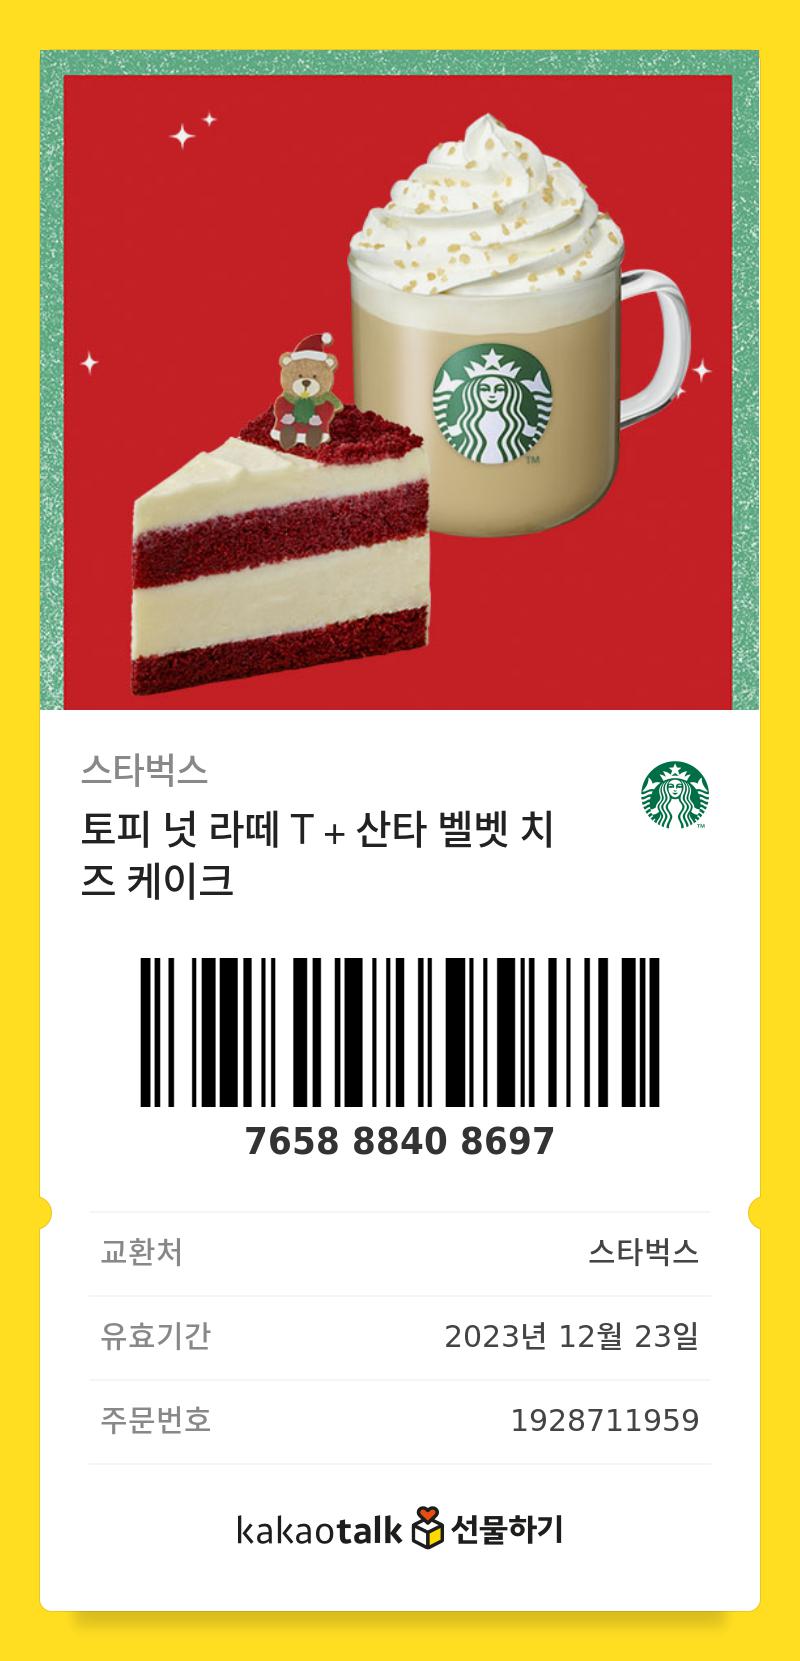 TM
스타벅스
토피 넛 라떼 T + 산타 벨벳 치
즈 케이크
TM
7658 8840 8697
교환처 스타벅스
유효기간 2023년 12월 23일
주문번호 1928711959
kakaotalk 선물하기